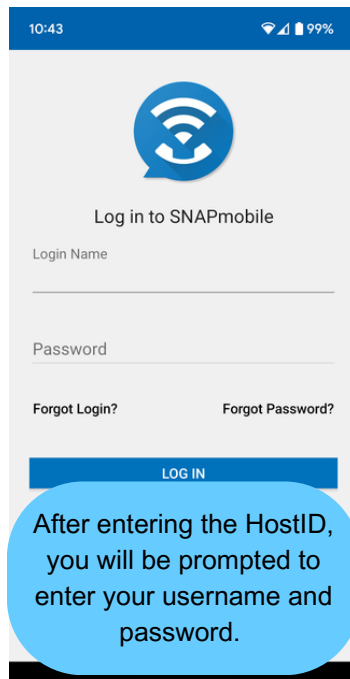 10:43 99%
Log in to SNAPmobile
Login Name
Password
Forgot Login? Forgot Password?
LOG IN
After entering the HostID,
you will be prompted to
enter your username and
password.